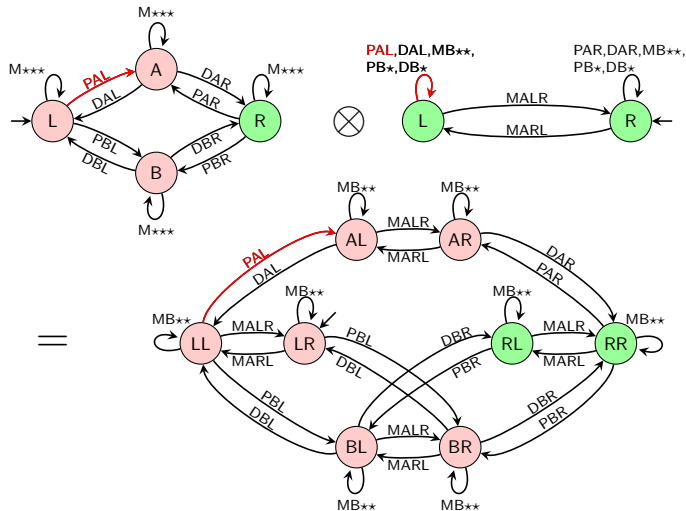 M⋆⋆⋆
A
PAL
DAR
DAL
PAR
M⋆⋆⋆
M⋆⋆⋆
L
R
PBL
DBL
DBR
PBR
B
M⋆⋆⋆
⊗
PAL,DAL,MB⋆⋆,
PB⋆,DB⋆
PAR,DAR,MB⋆⋆,
PB⋆,DB⋆
L
MALR
MARL
R
=
MB⋆⋆
MB⋆⋆
AL
MALR
MARL
AR
PAL
DAL
DAR
PAR
MB⋆⋆
MB⋆⋆
MB⋆⋆
MB⋆⋆
LL
MALR
MARL
LR
PBL
DBL
DBR
PBR
RL
MALR
MARL
RR
PBL
DBL
DBR
PBR
BL
MALR
MARL
BR
MB⋆⋆
MB⋆⋆